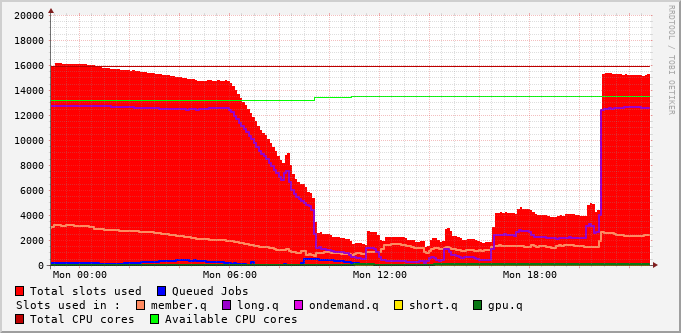 20000
18000
16000
14000
12000
10000
8000
6000
4000
2000
0
Mon 00:00 Mon 06:00 Mon 12:00 Mon 18:00
RRDTOOL / TOBI OETIKER
Total slots used Queued Jobs
Slots used in : member.q long.q ondemand.q short.q gpu.q
Total CPU cores Available CPU cores